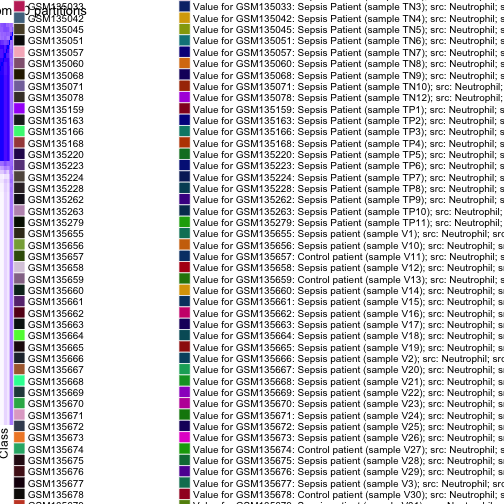 GSM135033 Value for GSM135033: Sepsis Patient (sample TN3); src: Neutrophil; s
GSM135042 Value for GSM135042: Sepsis Patient (sample TN4); src: Neutrophil; s
GSM135045 Value for GSM135045: Sepsis Patient (sample TN5); src: Neutrophil; s
GSM135051 Value for GSM135051: Sepsis Patient (sample TN6); src: Neutrophil; s
GSM135057 Value for GSM135057: Sepsis Patient (sample TN7); src: Neutrophil; s
GSM135060 Value for GSM135060: Sepsis Patient (sample TN8); src: Neutrophil; s
GSM135068 Value for GSM135068: Sepsis Patient (sample TN9); src: Neutrophil; s
GSM135071 Value for GSM135071: Sepsis Patient (sample TN10); src: Neutrophil;
GSM135078 Value for GSM135078: Sepsis Patient (sample TN12); src: Neutrophil;
GSM135159 Value for GSM135159: Sepsis Patient (sample TP1); src: Neutrophil; s
GSM135163 Value for GSM135163: Sepsis Patient (sample TP2); src: Neutrophil; s
GSM135166 Value for GSM135166: Sepsis Patient (sample TP3); src: Neutrophil; s
GSM135168 Value for GSM135168: Sepsis Patient (sample TP4); src: Neutrophil; s
GSM135220 Value for GSM135220: Sepsis Patient (sample TP5); src: Neutrophil; s
GSM135223 Value for GSM135223: Sepsis Patient (sample TP6); src: Neutrophil; s
GSM135224 Value for GSM135224: Sepsis Patient (sample TP7); src: Neutrophil; s
GSM135228 Value for GSM135228: Sepsis Patient (sample TP8); src: Neutrophil; s
GSM135262 Value for GSM135262: Sepsis Patient (sample TP9); src: Neutrophil; s
GSM135263 Value for GSM135263: Sepsis Patient (sample TP10); src: Neutrophil;
GSM135279 Value for GSM135279: Sepsis Patient (sample TP11); src: Neutrophil;
GSM135655 Value for GSM135655: Sepsis patient (sample V1); src: Neutrophil; src
GSM135656 Value for GSM135656: Sepsis patient (sample V10); src: Neutrophil; s
GSM135657 Value for GSM135657: Control patient (sample V11); src: Neutrophil; s
GSM135658 Value for GSM135658: Sepsis patient (sample V12); src: Neutrophil; s
GSM135659 Value for GSM135659: Control patient (sample V13); src: Neutrophil; s
GSM135660 Value for GSM135660: Sepsis patient (sample V14); src: Neutrophil; s
GSM135661 Value for GSM135661: Sepsis patient (sample V15); src: Neutrophil; s
GSM135662 Value for GSM135662: Sepsis patient (sample V16); src: Neutrophil; s
GSM135663 Value for GSM135663: Sepsis patient (sample V17); src: Neutrophil; s
GSM135664 Value for GSM135664: Sepsis patient (sample V18); src: Neutrophil; s
GSM135665 Value for GSM135665: Sepsis patient (sample V19); src: Neutrophil; s
GSM135666 Value for GSM135666: Sepsis patient (sample V2); src: Neutrophil; src
GSM135667 Value for GSM135667: Sepsis patient (sample V20); src: Neutrophil; s
GSM135668 Value for GSM135668: Sepsis patient (sample V21); src: Neutrophil; s
GSM135669 Value for GSM135669: Sepsis patient (sample V22); src: Neutrophil; s
GSM135670 Value for GSM135670: Sepsis patient (sample V23); src: Neutrophil; s
GSM135671 Value for GSM135671: Sepsis patient (sample V24); src: Neutrophil; s
GSM135672 Value for GSM135672: Sepsis patient (sample V25); src: Neutrophil; s
GSM135673 Value for GSM135673: Sepsis patient (sample V26); src: Neutrophil; s
GSM135674 Value for GSM135674: Control patient (sample V27); src: Neutrophil; s
GSM135675 Value for GSM135675: Sepsis patient (sample V28); src: Neutrophil; s
GSM135676 Value for GSM135676: Sepsis patient (sample V29); src: Neutrophil; s
GSM135677 Value for GSM135677: Sepsis patient (sample V3); src: Neutrophil; src
GSM135678 Value for GSM135678: Control patient (sample V30); src: Neutrophil; s
partitions
Class